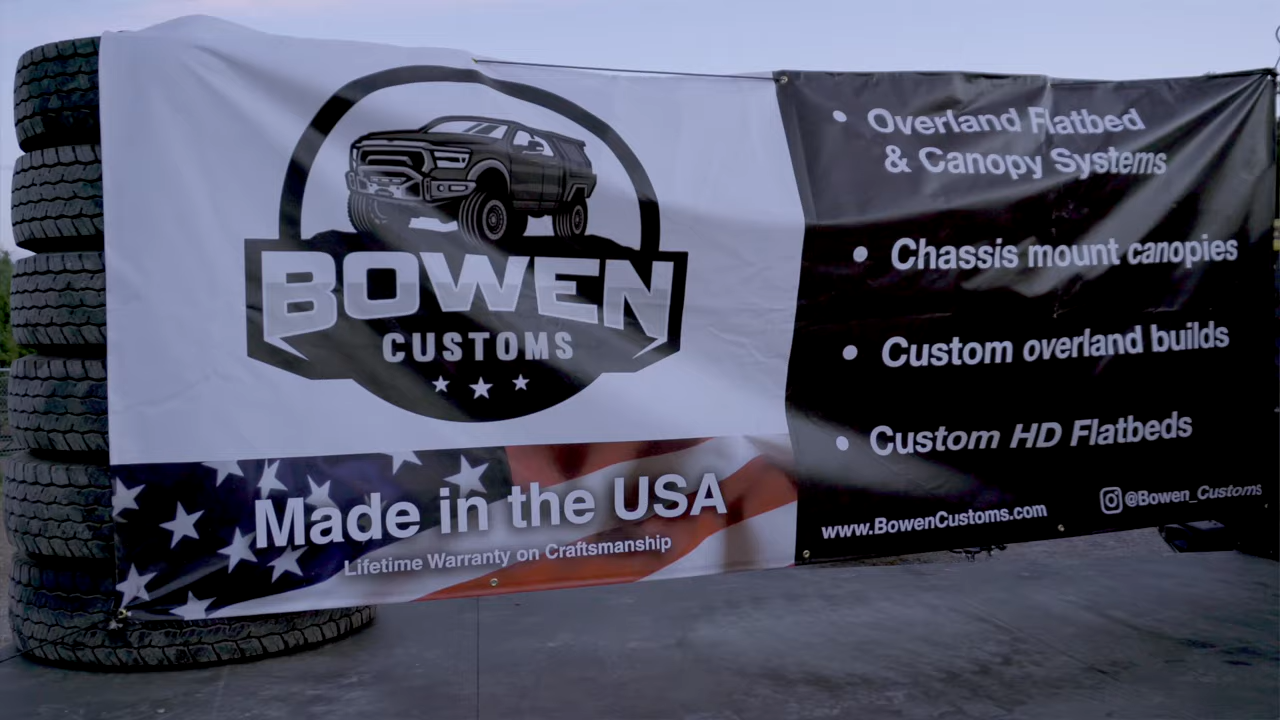 BOWEN
CUSTOMS
Made in the USA
Lifetime Warranty on Craftsmanship
• Overland Flatbed
& Canopy Systems
• Chassis mount canopies
• Custom overland builds
• Custom HD Flatbeds
www.BowenCustoms.com
@Bowen_Customs